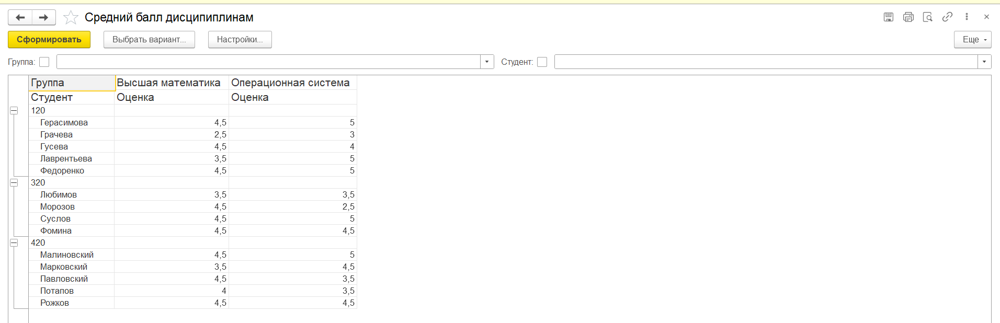 Средний балл дисципиплинам
Сформировать Выбрать вариант... Настройки... Еще
Группа: Студент:
Группа Высшая математика Операционная система
Студент Оценка Оценка
120
Герасимова 4,5 5
Грачева 2,5 3
Гусева 4,5 4
Лаврентьева 3,5 5
Федоренко 4,5 5
320
Любимов 3,5 3,5
Морозов 4,5 2,5
Суслов 4,5 5
Фомина 4,5 4,5
420
Малиновский 4,5 5
Марковский 3,5 4,5
Павловский 4,5 3,5
Потапов 4 3,5
Рожков 4,5 4,5